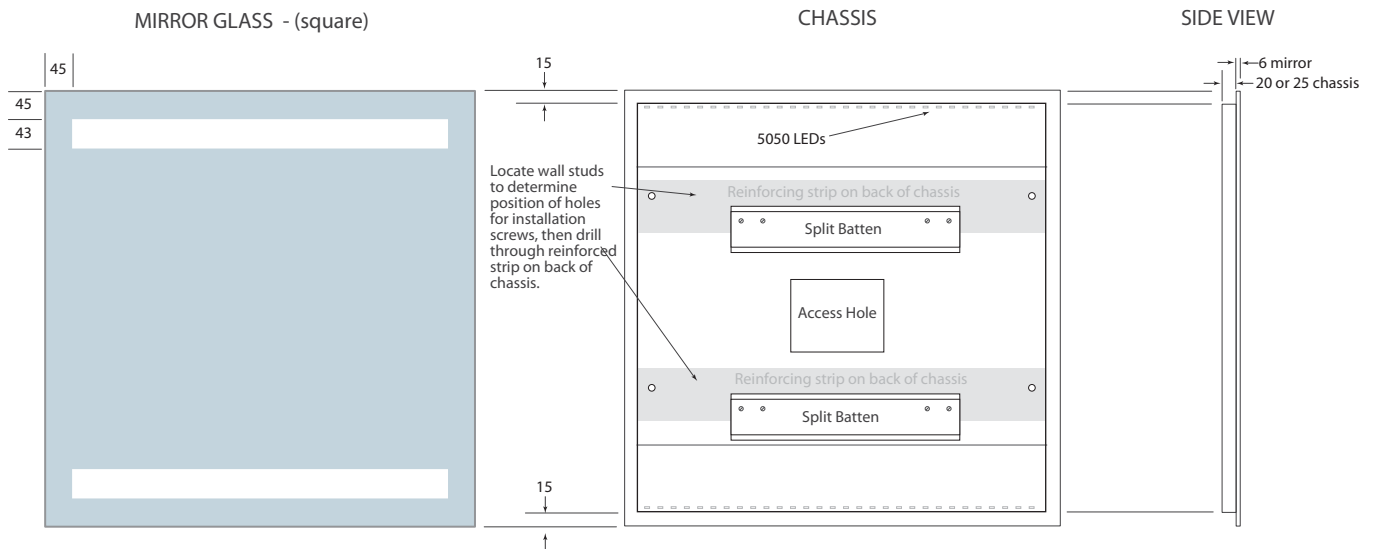 MIRROR GLASS - (square)
CHASSIS
SIDE VIEW
45
15
6 mirror
20 or 25 chassis
45
43
5050 LEDs
Locate wall studs
to determine
position of holes
for installation
screws, then drill
through reinforced
strip on back of
chassis.
Reinforcing strip on back of chassis
Split Batten
Access Hole
Reinforcing strip on back of chassis
Split Batten
15